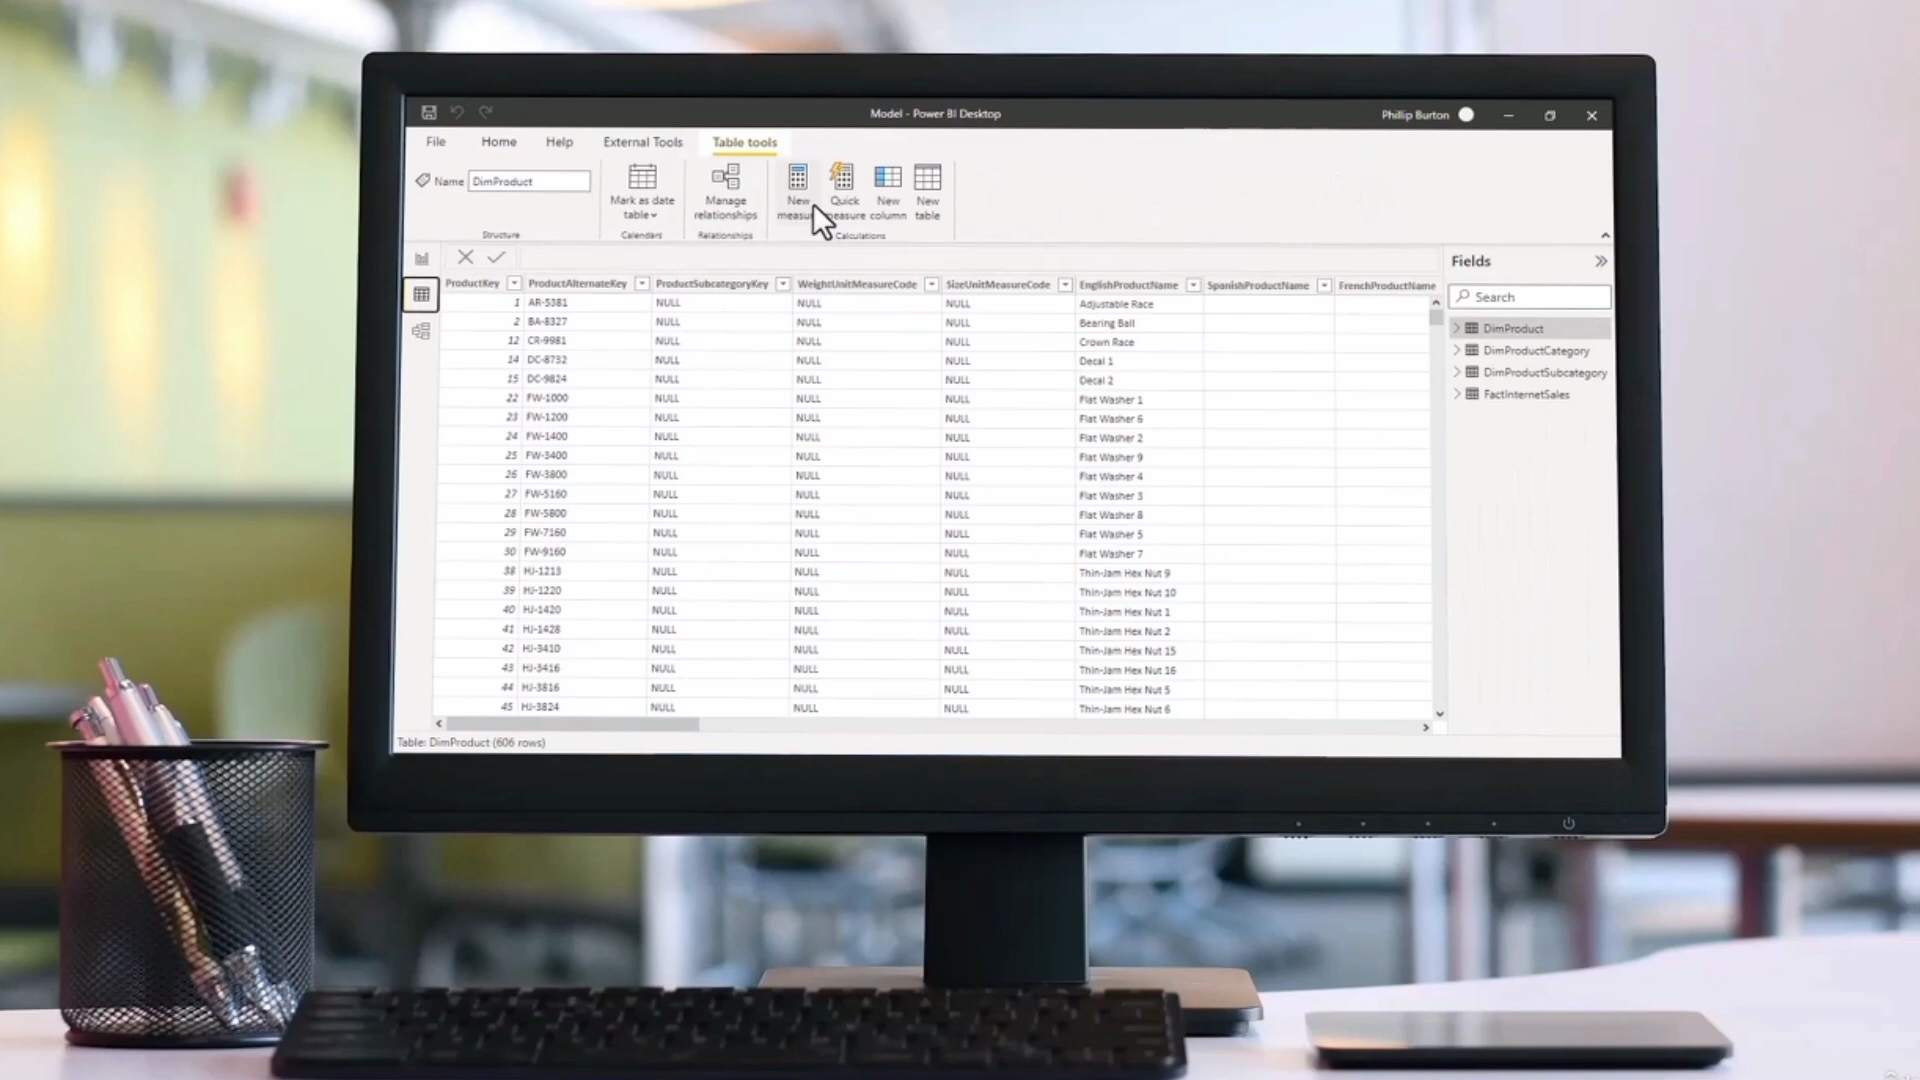 Model - Power BI Desktop
Phillip Burton
File Home Help External Tools Table tools
Name DimProduct
Mark as date table
Manage relationships
New measure
Quick measure
New column
New table
Structure Calendars Relationships Calculations
Fields
Search
DimProduct
DimProductCategory
DimProductSubcategory
FactInternetSales
ProductKey ProductAlternateKey ProductSubcategoryKey WeightUnitMeasureCode SizeUnitMeasureCode EnglishProductName SpanishProductName FrenchProductName
1 AR-5381 NULL NULL NULL Adjustable Race
2 BA-8327 NULL NULL NULL Bearing Ball
12 CR-9981 NULL NULL NULL Crown Race
14 DC-8732 NULL NULL NULL Decal 1
15 DC-9824 NULL NULL NULL Decal 2
22 FW-1000 NULL NULL NULL Flat Washer 1
23 FW-1200 NULL NULL NULL Flat Washer 6
24 FW-1400 NULL NULL NULL Flat Washer 2
25 FW-3400 NULL NULL NULL Flat Washer 9
26 FW-3800 NULL NULL NULL Flat Washer 4
27 FW-5160 NULL NULL NULL Flat Washer 3
28 FW-5800 NULL NULL NULL Flat Washer 8
29 FW-7160 NULL NULL NULL Flat Washer 5
30 FW-9160 NULL NULL NULL Flat Washer 7
38 HJ-1213 NULL NULL NULL Thin-Jam Hex Nut 9
39 HJ-1220 NULL NULL NULL Thin-Jam Hex Nut 10
40 HJ-1420 NULL NULL NULL Thin-Jam Hex Nut 1
41 HJ-1428 NULL NULL NULL Thin-Jam Hex Nut 2
42 HJ-3410 NULL NULL NULL Thin-Jam Hex Nut 15
43 HJ-3416 NULL NULL NULL Thin-Jam Hex Nut 16
44 HJ-3816 NULL NULL NULL Thin-Jam Hex Nut 5
45 HJ-3824 NULL NULL NULL Thin-Jam Hex Nut 6
Table: DimProduct (606 rows)